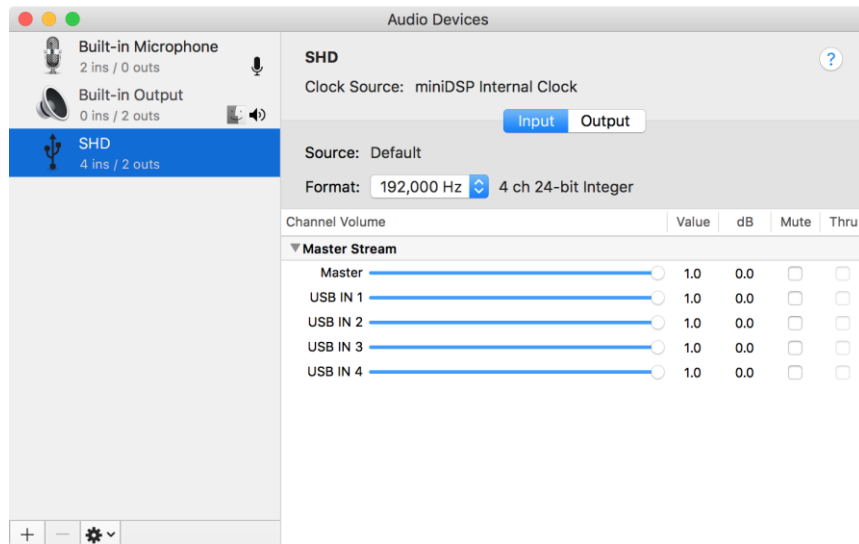 Audio Devices
Built-in Microphone
2 ins / 0 outs
Built-in Output
0 ins / 2 outs
SHD
4 ins / 2 outs
SHD
?
Clock Source: miniDSP Internal Clock
Input Output
Source: Default
Format: 192,000 Hz 4 ch 24-bit Integer
Channel Volume Value dB Mute Thru
Master Stream
Master 1.0 0.0
USB IN 1 1.0 0.0
USB IN 2 1.0 0.0
USB IN 3 1.0 0.0
USB IN 4 1.0 0.0